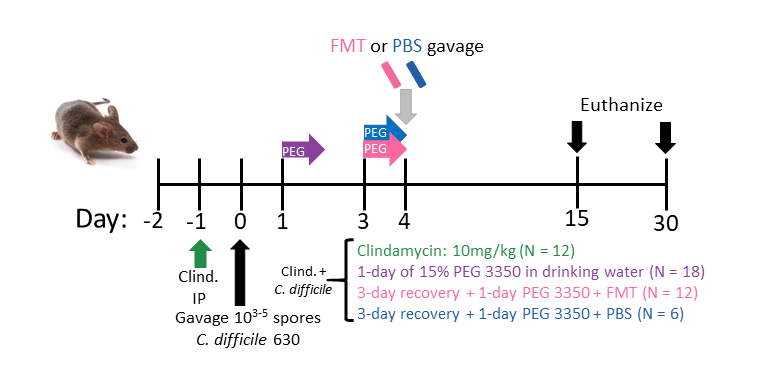 FMT or PBS gavage
Euthanize
PEG
PEG
PEG
Day: -2 -1 0 1 3 4 15 30
Clind.
IP
Gavage 10³⁻⁵ spores
C. difficile 630
Clind. +
C. difficile
Clindamycin: 10mg/kg (N = 12)
1-day of 15% PEG 3350 in drinking water (N = 18)
3-day recovery + 1-day PEG 3350 + FMT (N = 12)
3-day recovery + 1-day PEG 3350 + PBS (N = 6)